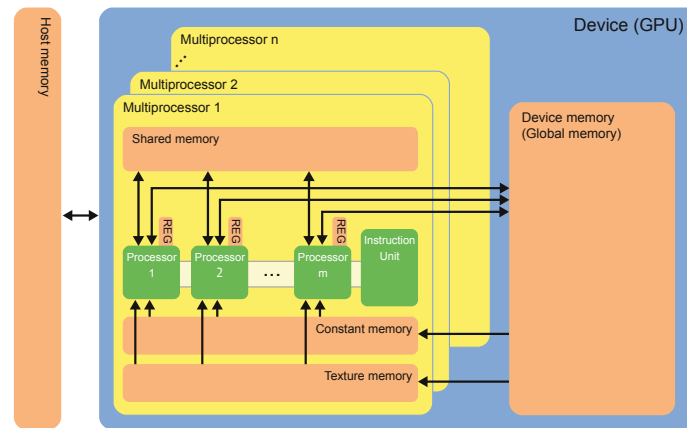 Host memory
Device (GPU)
Multiprocessor n
Multiprocessor 2
Multiprocessor 1
Shared memory
Device memory
(Global memory)
REG
REG
REG
Processor
1
Processor
2
...
Processor
m
Instruction
Unit
Constant memory
Texture memory